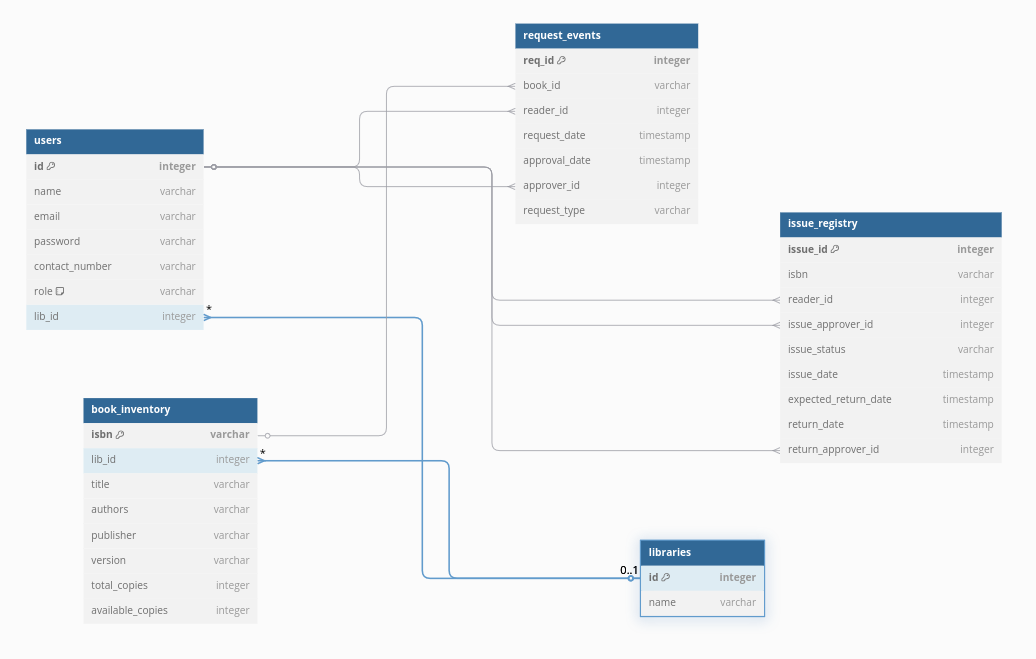 request_events
req_id integer
book_id varchar
reader_id integer
request_date timestamp
approval_date timestamp
approver_id integer
request_type varchar
users
id integer
name varchar
email varchar
password varchar
contact_number varchar
role varchar
lib_id integer
*
issue_registry
issue_id integer
isbn varchar
reader_id integer
issue_approver_id integer
issue_status varchar
issue_date timestamp
expected_return_date timestamp
return_date timestamp
return_approver_id integer
book_inventory
isbn varchar
*
lib_id integer
title varchar
authors varchar
publisher varchar
version varchar
total_copies integer
available_copies integer
libraries
0..1
id integer
name varchar